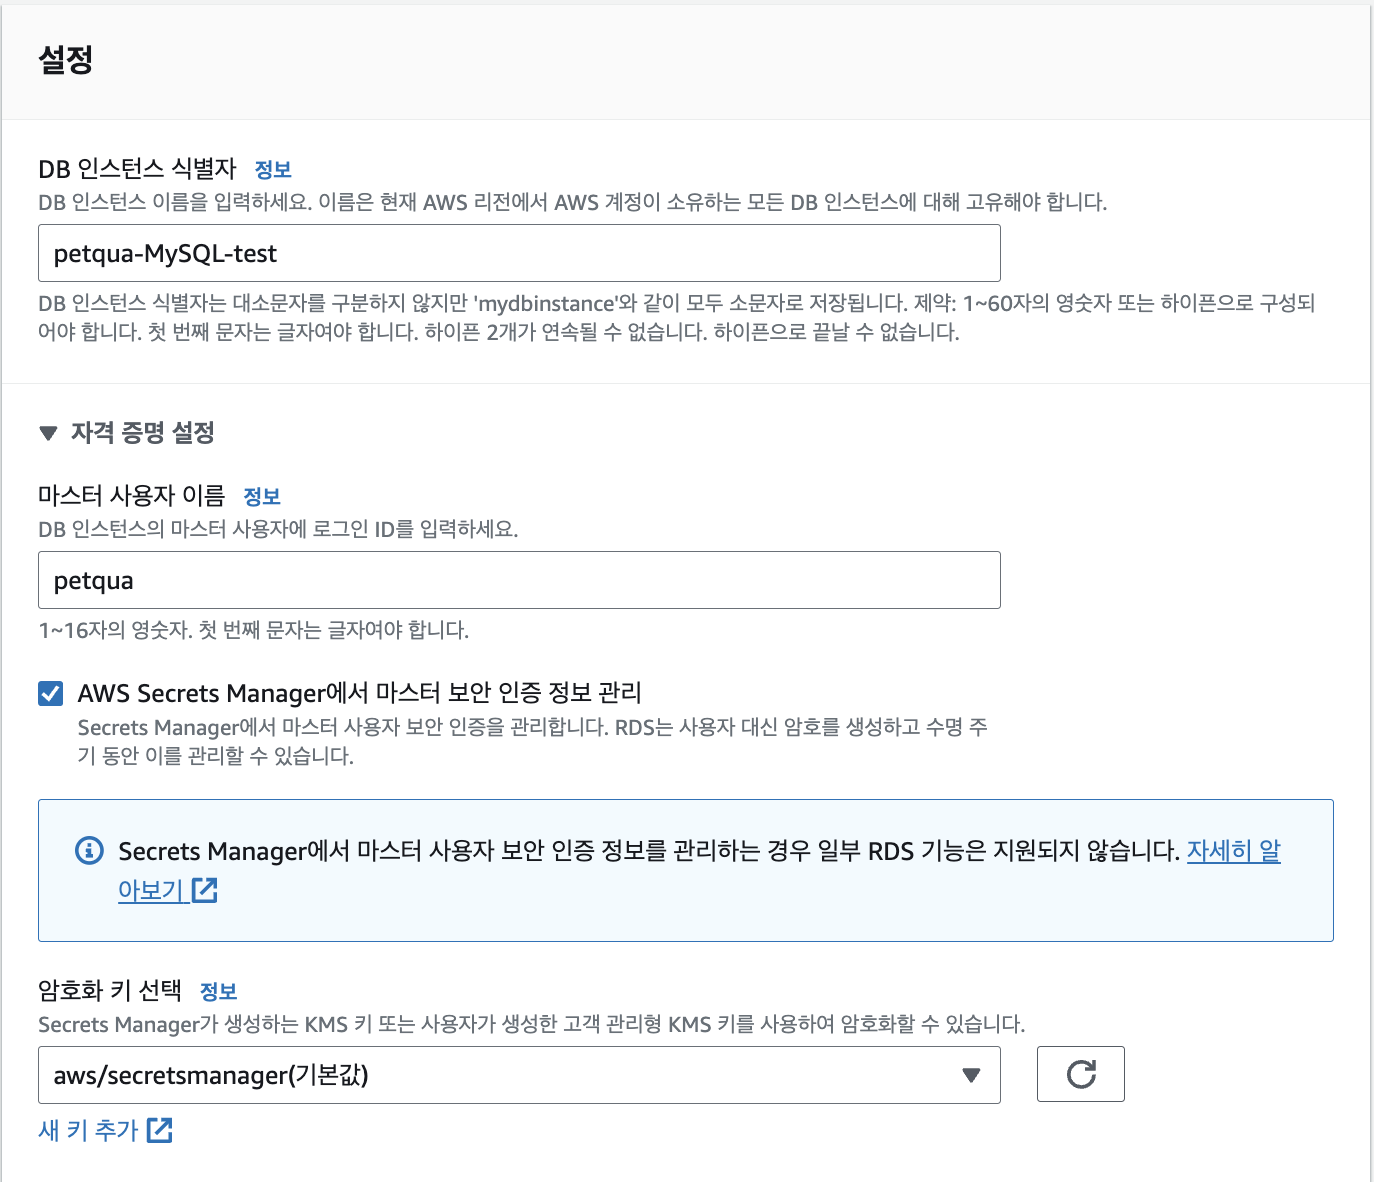 설정
DB 인스턴스 식별자 정보
DB 인스턴스 이름을 입력하세요. 이름은 현재 AWS 리전에서 AWS 계정이 소유하는 모든 DB 인스턴스에 대해 고유해야 합니다.
petqua-MySQL-test
DB 인스턴스 식별자는 대소문자를 구분하지 않지만 'mydbinstance'와 같이 모두 소문자로 저장됩니다. 제약: 1~60자의 영숫자 또는 하이픈으로 구성되
어야 합니다. 첫 번째 문자는 글자여야 합니다. 하이픈 2개가 연속될 수 없습니다. 하이픈으로 끝날 수 없습니다.
자격 증명 설정
마스터 사용자 이름 정보
DB 인스턴스의 마스터 사용자에 로그인 ID를 입력하세요.
petqua
1~16자의 영숫자. 첫 번째 문자는 글자여야 합니다.
AWS Secrets Manager에서 마스터 보안 인증 정보 관리
Secrets Manager에서 마스터 사용자 보안 인증을 관리합니다. RDS는 사용자 대신 암호를 생성하고 수명 주
기 동안 이를 관리할 수 있습니다.
Secrets Manager에서 마스터 사용자 보안 인증 정보를 관리하는 경우 일부 RDS 기능은 지원되지 않습니다. 자세히 알
아보기
암호화 키 선택 정보
Secrets Manager가 생성하는 KMS 키 또는 사용자가 생성한 고객 관리형 KMS 키를 사용하여 암호화할 수 있습니다.
aws/secretsmanager(기본값)
새 키 추가